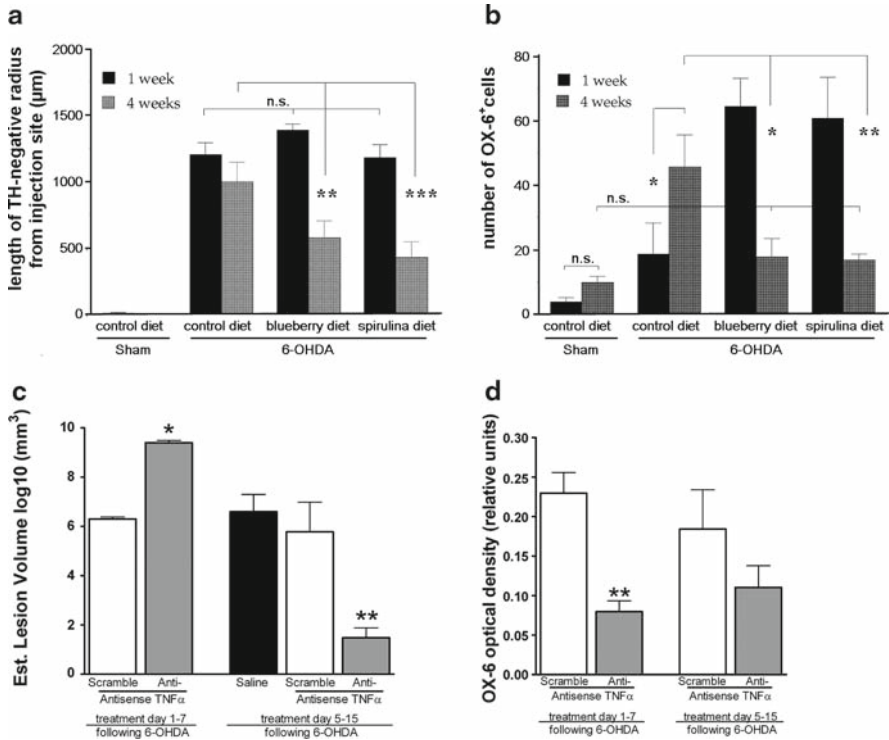 a
length of TH-negative radius
from injection site (µm)
2000
1500
1000
500
0
1 week
4 weeks
n.s.
**
***
control diet
control diet
blueberry diet
spirulina diet
Sham
6-OHDA
b
number of OX-6+cells
80
60
40
20
0
1 week
4 weeks
n.s.
*
n.s.
*
**
control diet
control diet
blueberry diet
spirulina diet
Sham
6-OHDA
c
Est. Lesion Volume log10 (mm3)
10
8
6
4
2
0
*
**
Scramble
Anti-
Antisense TNFα
treatment day 1-7
following 6-OHDA
Saline
Scramble
Anti-
Antisense TNFα
treatment day 5-15
following 6-OHDA
d
OX-6 optical density (relative units)
0.30
0.25
0.20
0.15
0.10
0.05
0.00
**
Scramble
Anti-
Antisense TNFα
treatment day 1-7
following 6-OHDA
Scramble
Anti-
Antisense TNFα
treatment day 5-15
following 6-OHDA